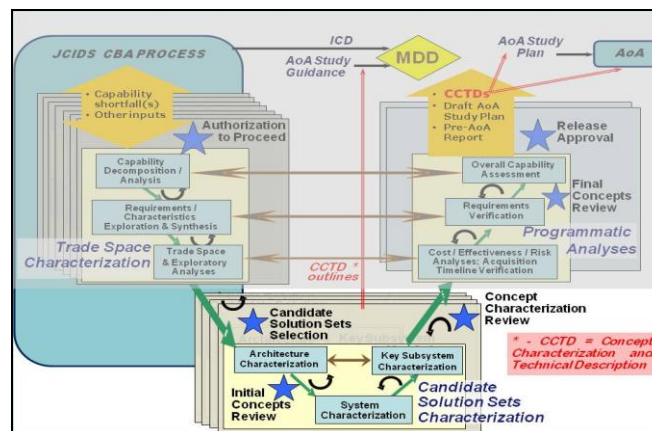 JCIDS CBA PROCESS
ICD
AoA Study
Guidance
MDD
AoA Study
Plan
AoA
• Capability
shortfall(s)
• Other inputs
• CCTDs
• Draft AoA
Study Plan
• Pre-AoA
Report
Authorization
to Proceed
Release
Approval
Capability
Decomposition /
Analysis
Overall Capability
Assessment
Final
Concepts
Review
Requirements /
Characteristics
Exploration & Synthesis
Requirements
Verification
Trade Space
Characterization
Trade Space
& Exploratory
Analyses
Cost / Effectiveness / Risk
Analyses: Acquisition
Timeline Verification
Programmatic
Analyses
CCTD *
outlines
Candidate
Solution Sets
Selection
Concept
Characterization
Review
Architecture
Characterization
Key Subsystem
Characterization
* - CCTD = Concept
Characterization and
Technical Description
Initial
Concepts
Review
System
Characterization
Candidate
Solution Sets
Characterization